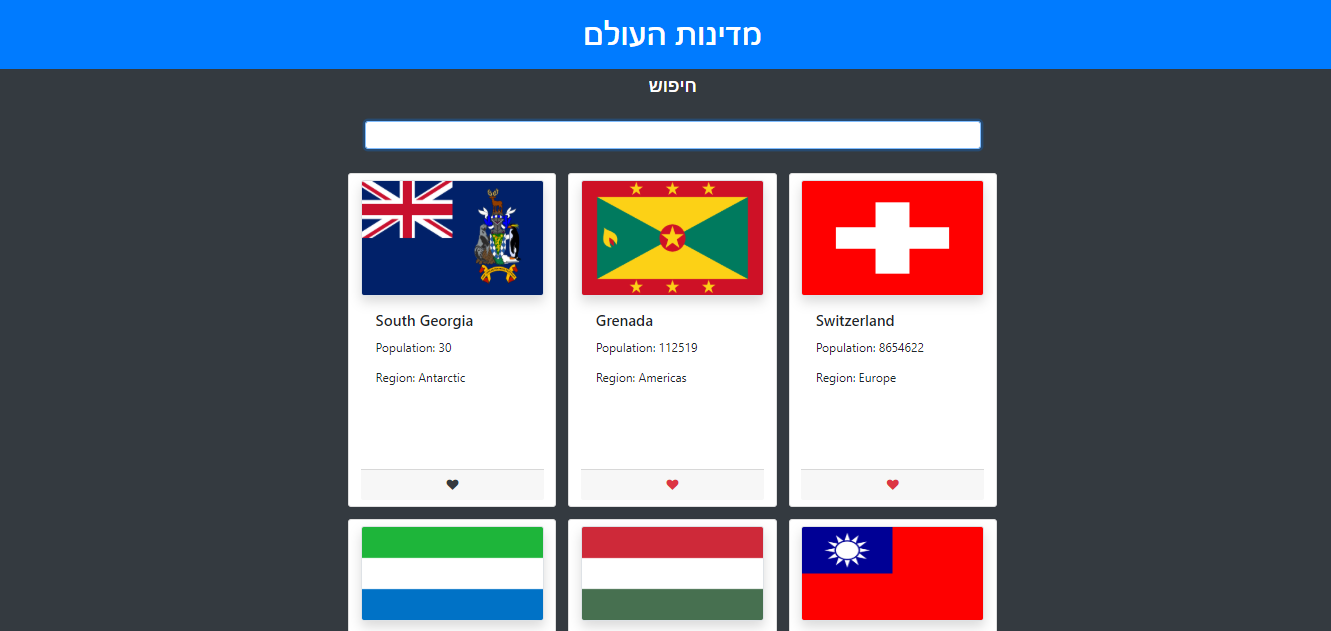 מדינות העולם
חיפוש
South Georgia
Population: 30
Region: Antarctic
Grenada
Population: 112519
Region: Americas
Switzerland
Population: 8654622
Region: Europe